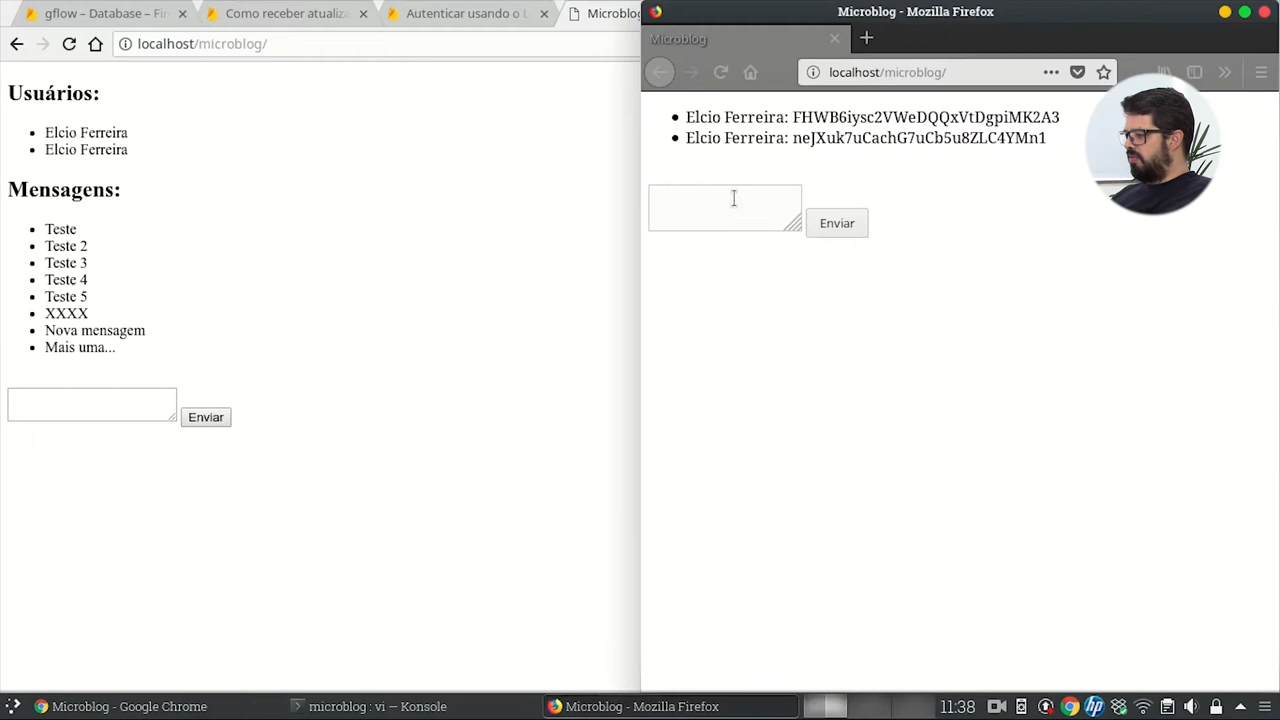 gflow – Database – Fire
Como receber atualiza
Autenticar usando o L
Microblog
localhost/microblog/
Usuários:
Elcio Ferreira
Elcio Ferreira
Mensagens:
Teste
Teste 2
Teste 3
Teste 4
Teste 5
XXXX
Nova mensagem
Mais uma...
Enviar
Microblog - Mozilla Firefox
Microblog
localhost/microblog/
Elcio Ferreira: FHWB6iysc2VWeDQQxVtDgpiMK2A3
Elcio Ferreira: neJXuk7uCachG7uCb5u8ZLC4YMn1
Enviar
Microblog - Google Chrome
microblog : vi — Konsole
Microblog - Mozilla Firefox
11:38